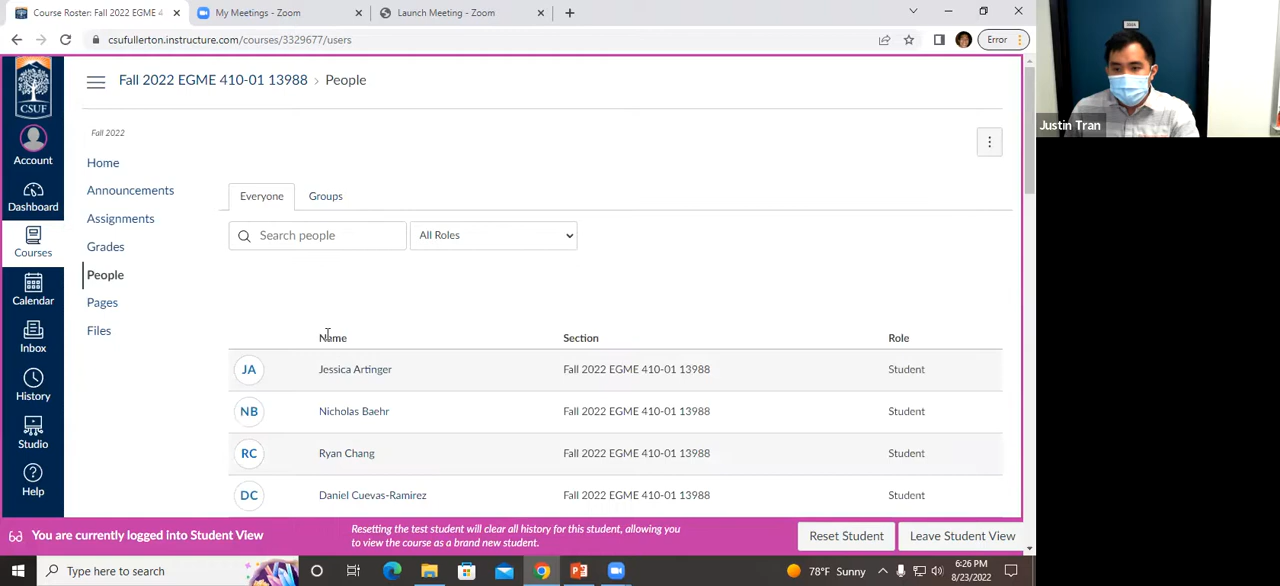 Course Roster: Fall 2022 EGME 4
My Meetings - Zoom
Launch Meeting - Zoom
csufullerton.instructure.com/courses/3329677/users
Error
CSUF
Account
Dashboard
Courses
Calendar
Inbox
History
Studio
Help
Fall 2022 EGME 410-01 13988 › People
Fall 2022
Home
Announcements
Assignments
Grades
People
Pages
Files
Everyone Groups
Search people All Roles
Name Section Role
JA Jessica Artinger Fall 2022 EGME 410-01 13988 Student
NB Nicholas Baehr Fall 2022 EGME 410-01 13988 Student
RC Ryan Chang Fall 2022 EGME 410-01 13988 Student
DC Daniel Cuevas-Ramirez Fall 2022 EGME 410-01 13988 Student
You are currently logged into Student View
Resetting the test student will clear all history for this student, allowing you
to view the course as a brand new student.
Reset Student
Leave Student View
Type here to search
78°F Sunny
6:26 PM
8/23/2022
Justin Tran